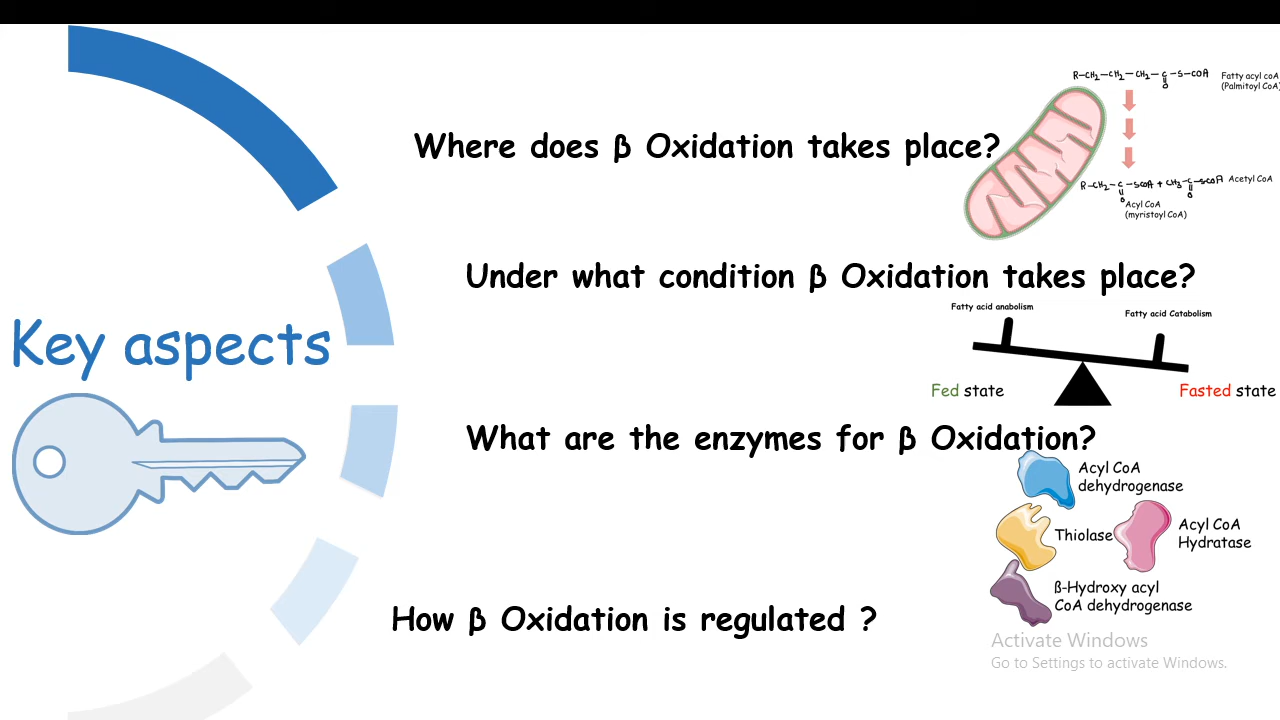 R-CH₂-CH₂-CH₂-C-S-COA
O
Fatty acyl coA
(Palmitoyl CoA)
Where does β Oxidation takes place?
R-CH₂-C-SCOA + CH₃-C-SCOA
O
O
Acetyl CoA
Acyl CoA
(myristoyl CoA)
Under what condition β Oxidation takes place?
Fatty acid anabolism
Fatty acid Catabolism
Key aspects
Fed state
Fasted state
What are the enzymes for β Oxidation?
Acyl CoA
dehydrogenase
Thiolase
Acyl CoA
Hydratase
ß-Hydroxy acyl
CoA dehydrogenase
How β Oxidation is regulated ?
Activate Windows
Go to Settings to activate Windows.